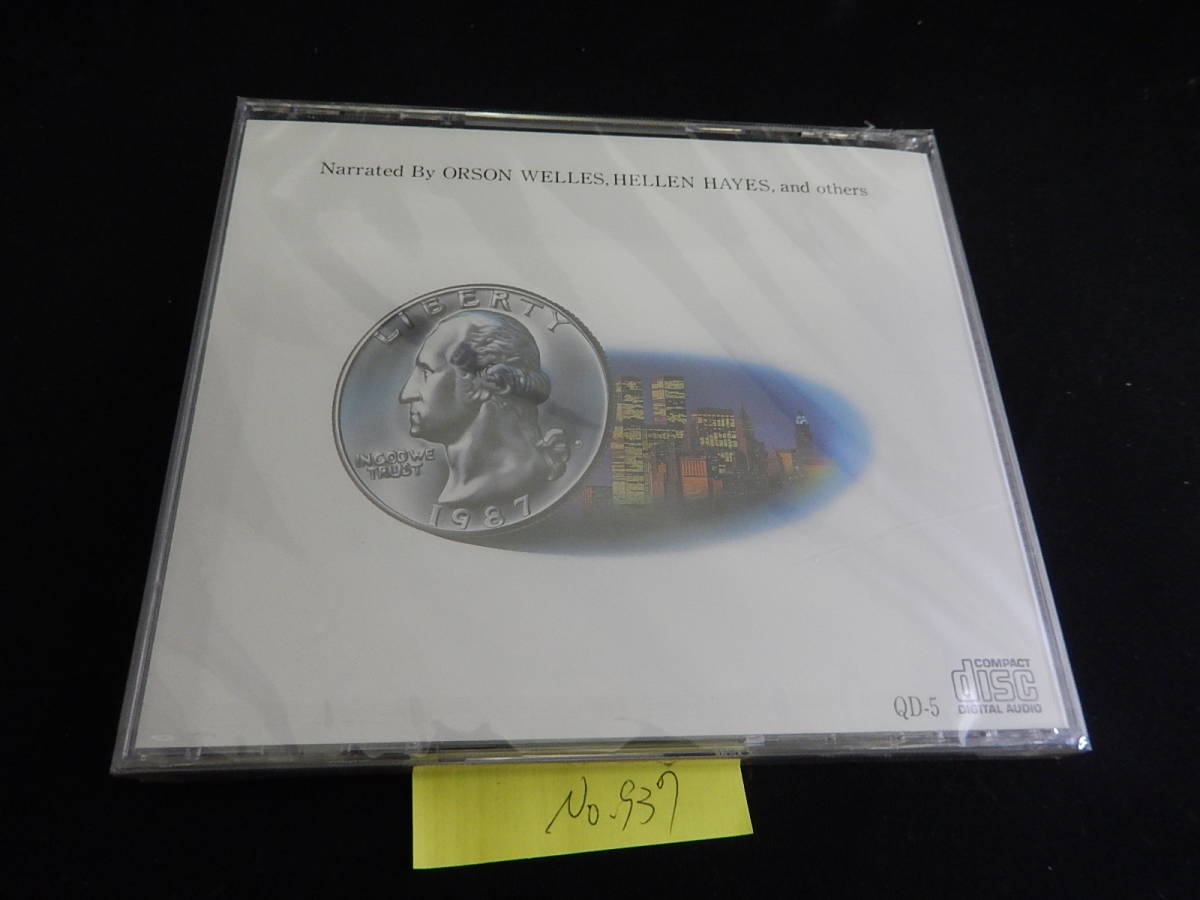 Narrated By ORSON WELLES, HELLEN HAYES, and others
LIBERTY
IN GOD WE
TRUST
1987
QD-5
COMPACT
disc
DIGITAL AUDIO
No.937